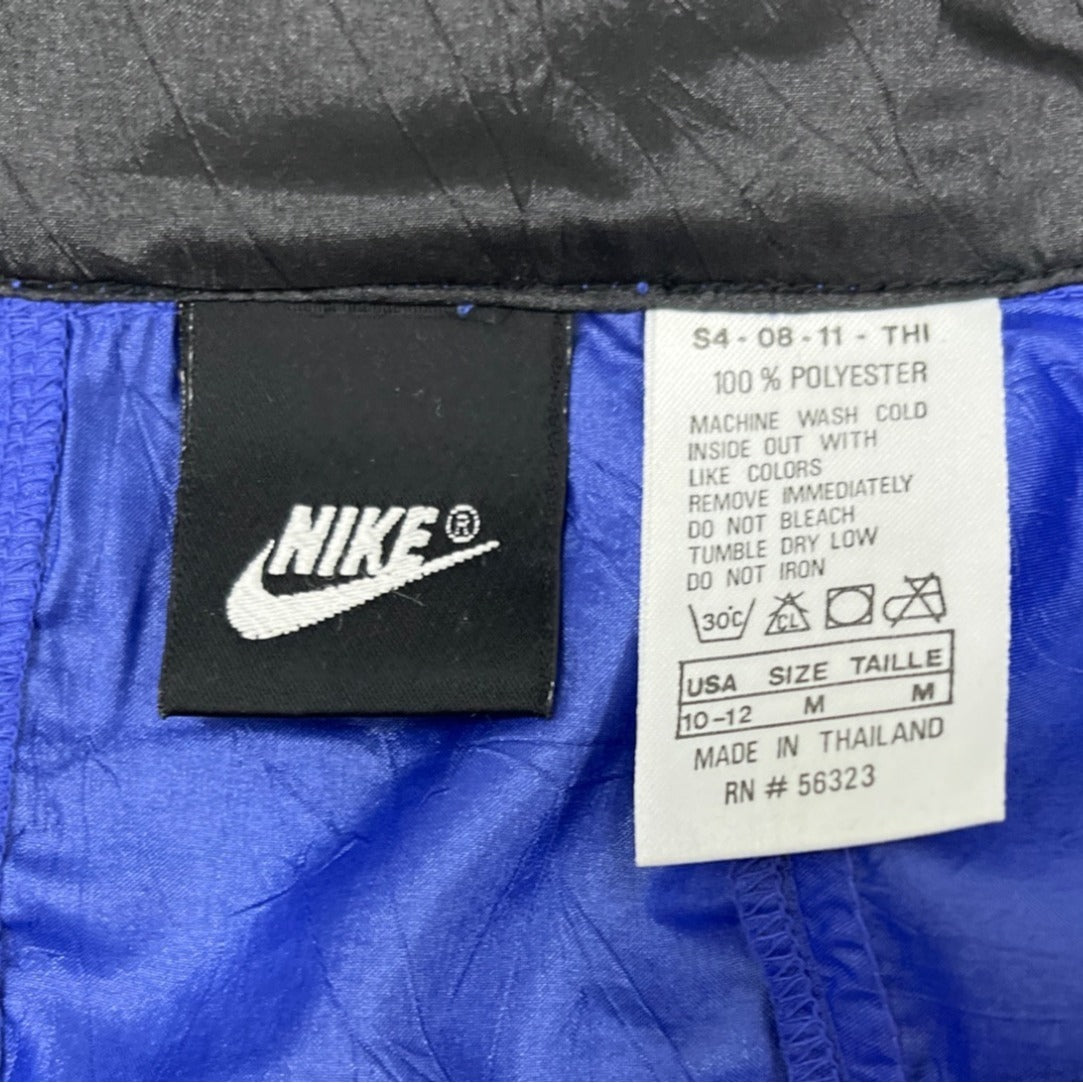 NIKE®
S4 - 08 - 11 - THI
100 % POLYESTER
MACHINE WASH COLD
INSIDE OUT WITH
LIKE COLORS
REMOVE IMMEDIATELY
DO NOT BLEACH
TUMBLE DRY LOW
DO NOT IRON
30°C CL
USA SIZE TAILLE
10-12 M M
MADE IN THAILAND
RN # 56323